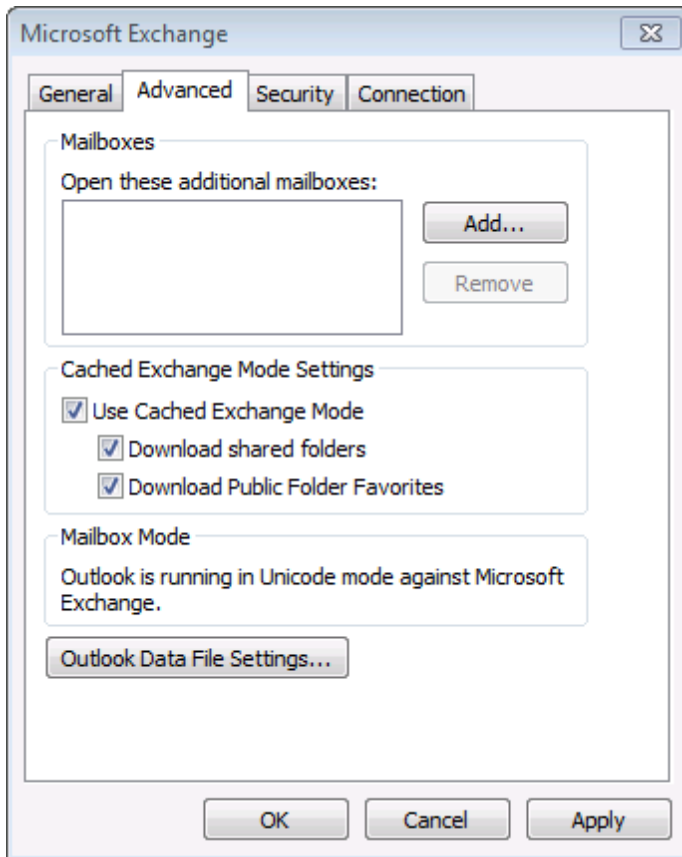 Microsoft Exchange
General Advanced Security Connection
Mailboxes
Open these additional mailboxes:
Add...
Remove
Cached Exchange Mode Settings
Use Cached Exchange Mode
Download shared folders
Download Public Folder Favorites
Mailbox Mode
Outlook is running in Unicode mode against Microsoft
Exchange.
Outlook Data File Settings...
OK Cancel Apply